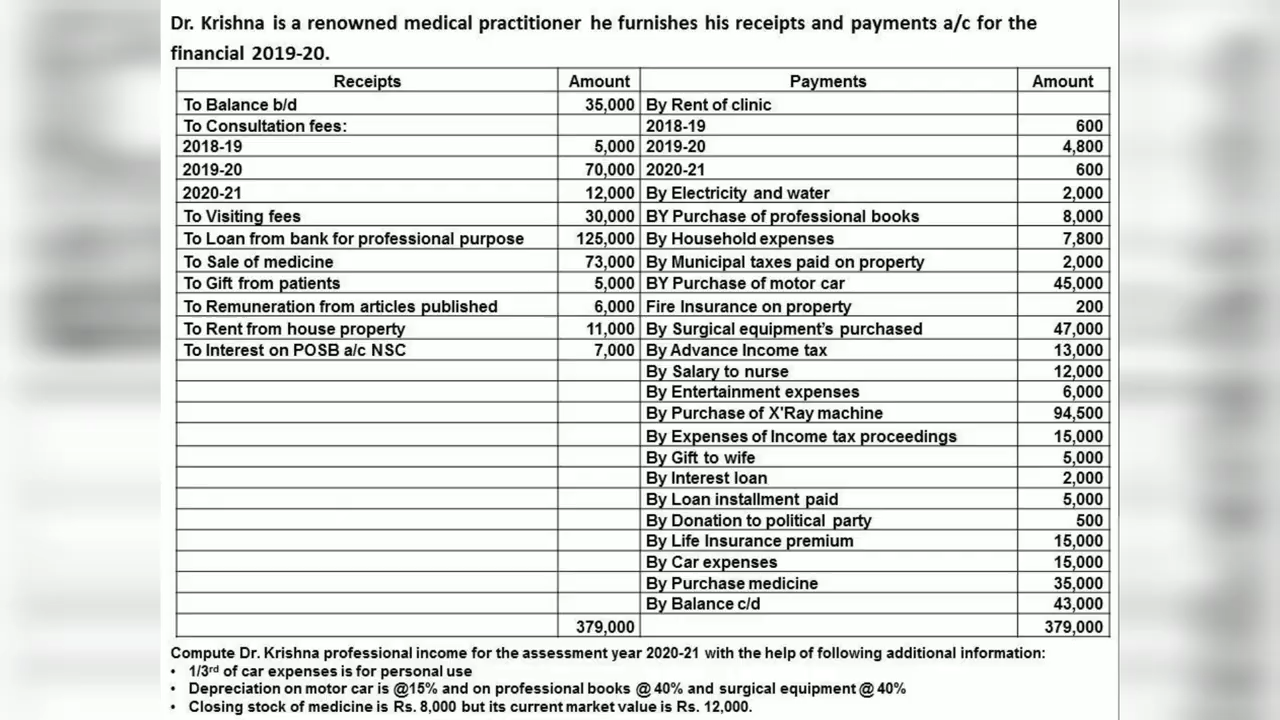 Dr. Krishna is a renowned medical practitioner he furnishes his receipts and payments a/c for the
financial 2019-20.
Receipts Amount Payments Amount
To Balance b/d 35,000 By Rent of clinic
To Consultation fees: 2018-19 600
2018-19 5,000 2019-20 4,800
2019-20 70,000 2020-21 600
2020-21 12,000 By Electricity and water 2,000
To Visiting fees 30,000 BY Purchase of professional books 8,000
To Loan from bank for professional purpose 125,000 By Household expenses 7,800
To Sale of medicine 73,000 By Municipal taxes paid on property 2,000
To Gift from patients 5,000 BY Purchase of motor car 45,000
To Remuneration from articles published 6,000 Fire Insurance on property 200
To Rent from house property 11,000 By Surgical equipment's purchased 47,000
To Interest on POSB a/c NSC 7,000 By Advance Income tax 13,000
By Salary to nurse 12,000
By Entertainment expenses 6,000
By Purchase of X'Ray machine 94,500
By Expenses of Income tax proceedings 15,000
By Gift to wife 5,000
By Interest loan 2,000
By Loan installment paid 5,000
By Donation to political party 500
By Life Insurance premium 15,000
By Car expenses 15,000
By Purchase medicine 35,000
By Balance c/d 43,000
379,000 379,000
Compute Dr. Krishna professional income for the assessment year 2020-21 with the help of following additional information:
• 1/3rd of car expenses is for personal use
• Depreciation on motor car is @15% and on professional books @ 40% and surgical equipment @ 40%
• Closing stock of medicine is Rs. 8,000 but its current market value is Rs. 12,000.